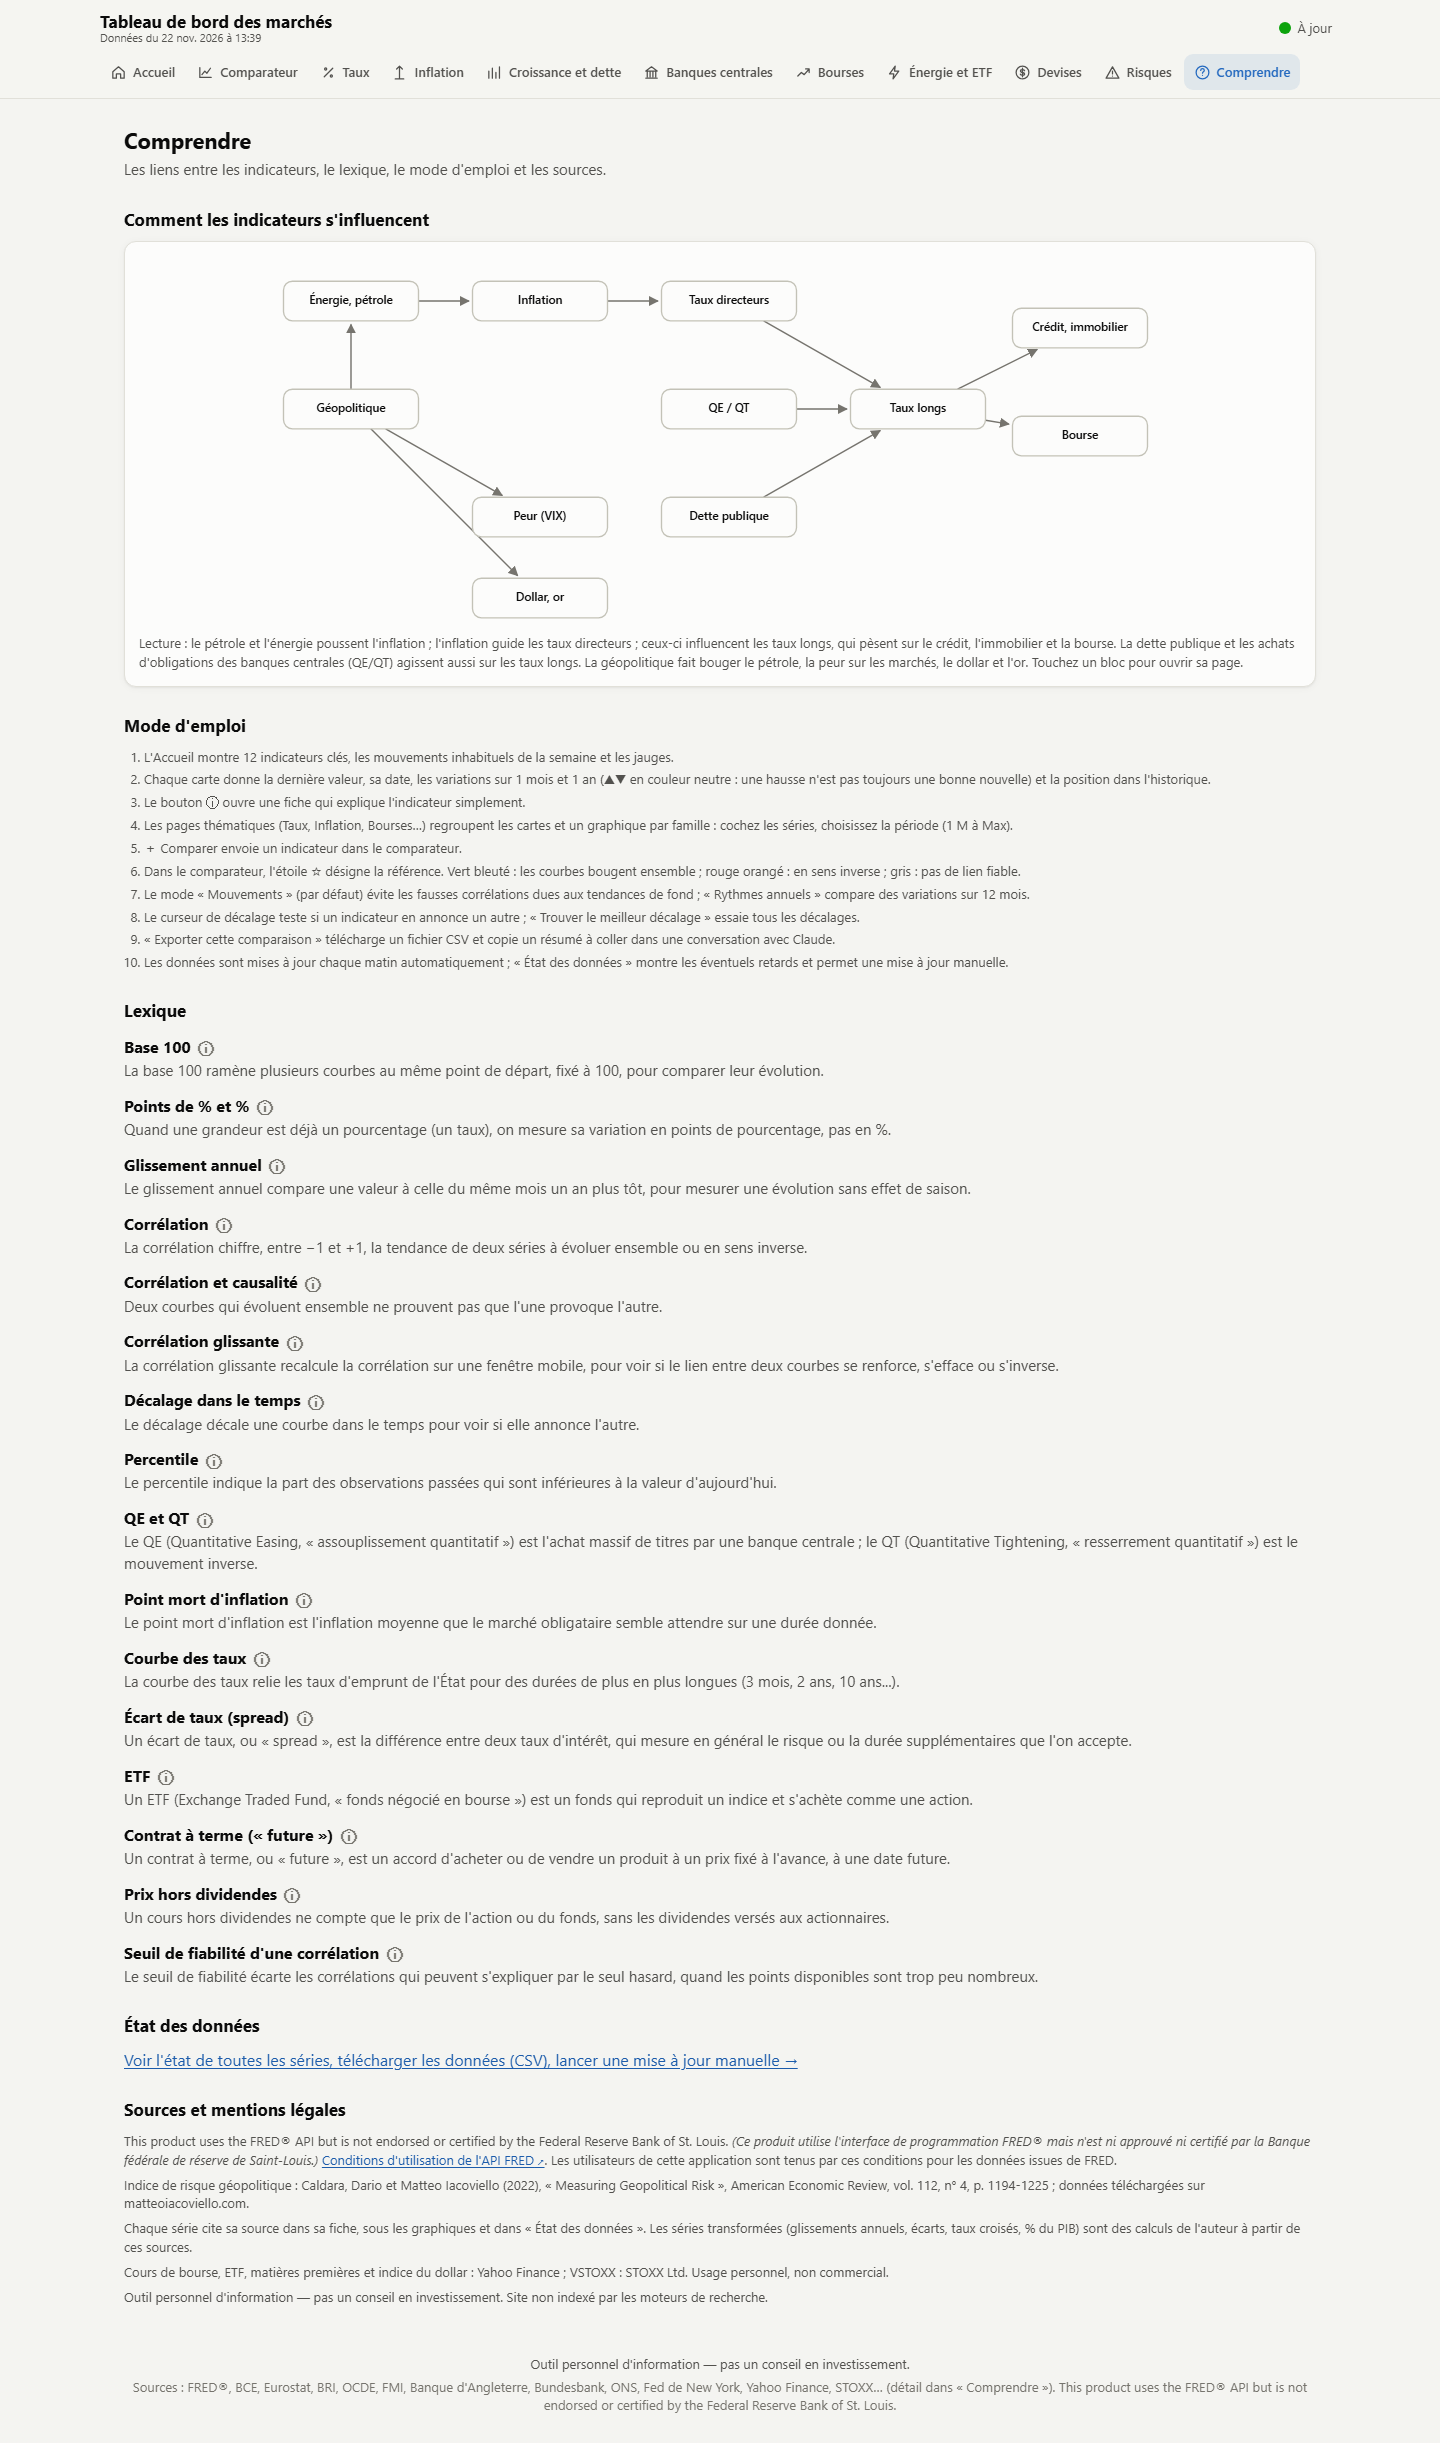 Tableau de bord des marchés
Données du 22 nov. 2026 à 13:39
À jour
Accueil
Comparateur
Taux
Inflation
Croissance et dette
Banques centrales
Bourses
Énergie et ETF
Devises
Risques
Comprendre
Comprendre
Les liens entre les indicateurs, le lexique, le mode d'emploi et les sources.
Comment les indicateurs s'influencent
Énergie, pétrole
Inflation
Taux directeurs
Crédit, immobilier
Géopolitique
QE / QT
Taux longs
Bourse
Peur (VIX)
Dette publique
Dollar, or
Lecture : le pétrole et l'énergie poussent l'inflation ; l'inflation guide les taux directeurs ; ceux-ci influencent les taux longs, qui pèsent sur le crédit, l'immobilier et la bourse. La dette publique et les achats
d'obligations des banques centrales (QE/QT) agissent aussi sur les taux longs. La géopolitique fait bouger le pétrole, la peur sur les marchés, le dollar et l'or. Touchez un bloc pour ouvrir sa page.
Mode d'emploi
1. L'Accueil montre 12 indicateurs clés, les mouvements inhabituels de la semaine et les jauges.
2. Chaque carte donne la dernière valeur, sa date, les variations sur 1 mois et 1 an (▲▼ en couleur neutre : une hausse n'est pas toujours une bonne nouvelle) et la position dans l'historique.
3. Le bouton ⓘ ouvre une fiche qui explique l'indicateur simplement.
4. Les pages thématiques (Taux, Inflation, Bourses…) regroupent les cartes et un graphique par famille : cochez les séries, choisissez la période (1 M à Max).
5. + Comparer envoie un indicateur dans le comparateur.
6. Dans le comparateur, l'étoile ☆ désigne la référence. Vert bleuté : les courbes bougent ensemble ; rouge orangé : en sens inverse ; gris : pas de lien fiable.
7. Le mode « Mouvements » (par défaut) évite les fausses corrélations dues aux tendances de fond ; « Rythmes annuels » compare des variations sur 12 mois.
8. Le curseur de décalage teste si un indicateur en annonce un autre ; « Trouver le meilleur décalage » essaie tous les décalages.
9. « Exporter cette comparaison » télécharge un fichier CSV et copie un résumé à coller dans une conversation avec Claude.
10. Les données sont mises à jour chaque matin automatiquement ; « État des données » montre les éventuels retards et permet une mise à jour manuelle.
Lexique
Base 100 ⓘ
La base 100 ramène plusieurs courbes au même point de départ, fixé à 100, pour comparer leur évolution.
Points de % et % ⓘ
Quand une grandeur est déjà un pourcentage (un taux), on mesure sa variation en points de pourcentage, pas en %.
Glissement annuel ⓘ
Le glissement annuel compare une valeur à celle du même mois un an plus tôt, pour mesurer une évolution sans effet de saison.
Corrélation ⓘ
La corrélation chiffre, entre −1 et +1, la tendance de deux séries à évoluer ensemble ou en sens inverse.
Corrélation et causalité ⓘ
Deux courbes qui évoluent ensemble ne prouvent pas que l'une provoque l'autre.
Corrélation glissante ⓘ
La corrélation glissante recalcule la corrélation sur une fenêtre mobile, pour voir si le lien entre deux courbes se renforce, s'efface ou s'inverse.
Décalage dans le temps ⓘ
Le décalage décale une courbe dans le temps pour voir si elle annonce l'autre.
Percentile ⓘ
Le percentile indique la part des observations passées qui sont inférieures à la valeur d'aujourd'hui.
QE et QT ⓘ
Le QE (Quantitative Easing, « assouplissement quantitatif ») est l'achat massif de titres par une banque centrale ; le QT (Quantitative Tightening, « resserrement quantitatif ») est le
mouvement inverse.
Point mort d'inflation ⓘ
Le point mort d'inflation est l'inflation moyenne que le marché obligataire semble attendre sur une durée donnée.
Courbe des taux ⓘ
La courbe des taux relie les taux d'emprunt de l'État pour des durées de plus en plus longues (3 mois, 2 ans, 10 ans…).
Écart de taux (spread) ⓘ
Un écart de taux, ou « spread », est la différence entre deux taux d'intérêt, qui mesure en général le risque ou la durée supplémentaires que l'on accepte.
ETF ⓘ
Un ETF (Exchange Traded Fund, « fonds négocié en bourse ») est un fonds qui reproduit un indice et s'achète comme une action.
Contrat à terme (« future ») ⓘ
Un contrat à terme, ou « future », est un accord d'acheter ou de vendre un produit à un prix fixé à l'avance, à une date future.
Prix hors dividendes ⓘ
Un cours hors dividendes ne compte que le prix de l'action ou du fonds, sans les dividendes versés aux actionnaires.
Seuil de fiabilité d'une corrélation ⓘ
Le seuil de fiabilité écarte les corrélations qui peuvent s'expliquer par le seul hasard, quand les points disponibles sont trop peu nombreux.
État des données
Voir l'état de toutes les séries, télécharger les données (CSV), lancer une mise à jour manuelle →
Sources et mentions légales
This product uses the FRED® API but is not endorsed or certified by the Federal Reserve Bank of St. Louis. (Ce produit utilise l'interface de programmation FRED® mais n'est ni approuvé ni certifié par la Banque
fédérale de réserve de Saint-Louis.) Conditions d'utilisation de l'API FRED ↗. Les utilisateurs de cette application sont tenus par ces conditions pour les données issues de FRED.
Indice de risque géopolitique : Caldara, Dario et Matteo Iacoviello (2022), « Measuring Geopolitical Risk », American Economic Review, vol. 112, n° 4, p. 1194-1225 ; données téléchargées sur
matteoiacoviello.com.
Chaque série cite sa source dans sa fiche, sous les graphiques et dans « État des données ». Les séries transformées (glissements annuels, écarts, taux croisés, % du PIB) sont des calculs de l'auteur à partir de
ces sources.
Cours de bourse, ETF, matières premières et indice du dollar : Yahoo Finance ; VSTOXX : STOXX Ltd. Usage personnel, non commercial.
Outil personnel d'information — pas un conseil en investissement. Site non indexé par les moteurs de recherche.
Outil personnel d'information — pas un conseil en investissement.
Sources : FRED®, BCE, Eurostat, BRI, OCDE, FMI, Banque d'Angleterre, Bundesbank, ONS, Fed de New York, Yahoo Finance, STOXX… (détail dans « Comprendre »). This product uses the FRED® API but is not
endorsed or certified by the Federal Reserve Bank of St. Louis.